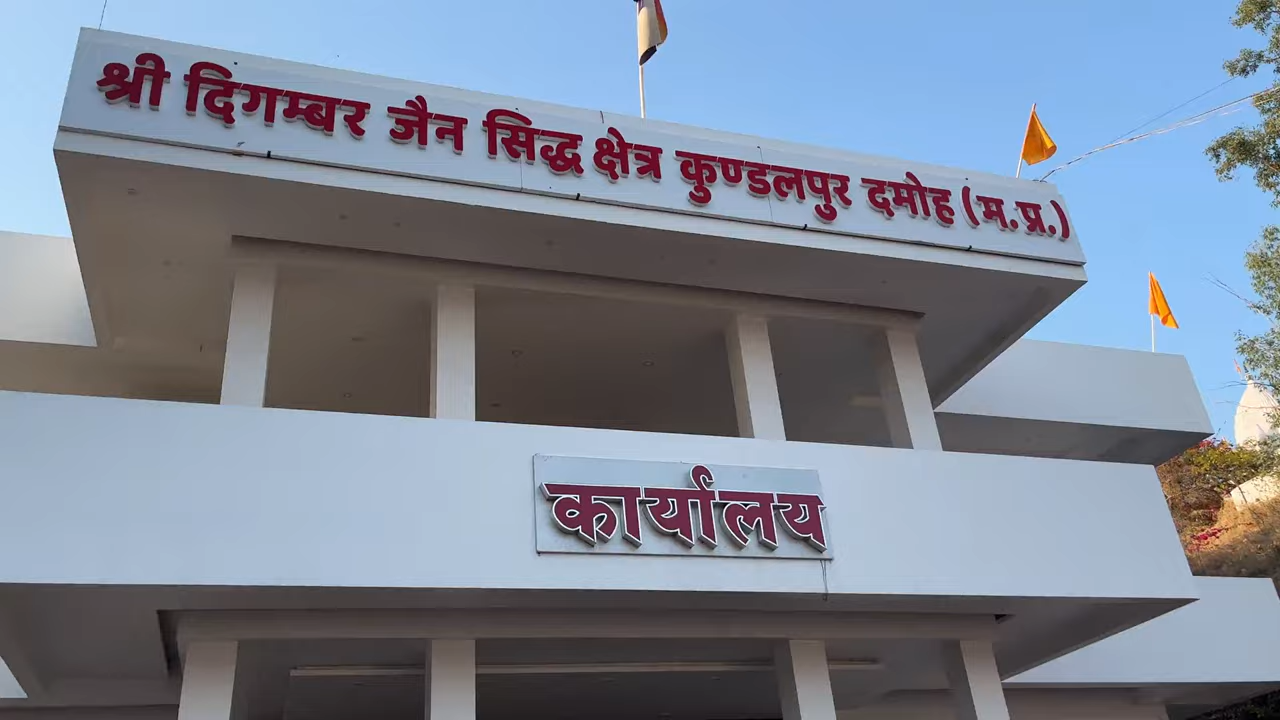 श्री दिगम्बर जैन सिद्ध क्षेत्र कुण्डलपुर दमोह (म.प्र.)
कार्यालय